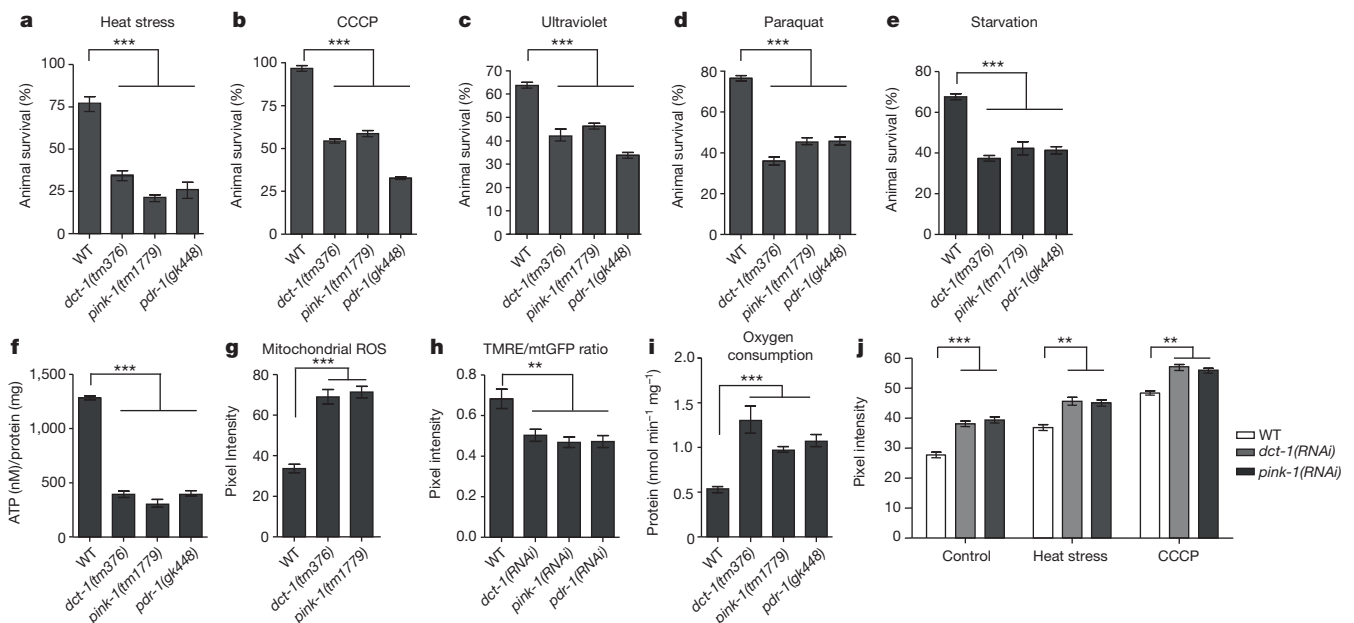 a Heat stress
***
Animal survival (%)
100
75
50
25
0
WT
dct-1(tm376)
pink-1(tm1779)
pdr-1(gk448)
b CCCP
***
Animal survival (%)
100
75
50
25
0
WT
dct-1(tm376)
pink-1(tm1779)
pdr-1(gk448)
c Ultraviolet
***
Animal survival (%)
70
60
50
40
30
20
10
0
WT
dct-1(tm376)
pink-1(tm1779)
pdr-1(gk448)
d Paraquat
***
Animal survival (%)
80
60
40
20
0
WT
dct-1(tm376)
pink-1(tm1779)
pdr-1(gk448)
e Starvation
***
Animal survival (%)
80
60
40
20
0
WT
dct-1(tm376)
pink-1(tm1779)
pdr-1(gk448)
f
***
ATP (nM)/protein (mg)
1,500
1,000
500
0
WT
dct-1(tm376)
pink-1(tm1779)
pdr-1(gk448)
g Mitochondrial ROS
***
Pixel Intensity
80
60
40
20
0
WT
dct-1(tm376)
pink-1(tm1779)
h TMRE/mtGFP ratio
**
Pixel intensity
0.8
0.6
0.4
0.2
0.0
WT
dct-1(RNAi)
pink-1(RNAi)
pdr-1(RNAi)
i Oxygen
consumption
***
Protein (nmol min⁻¹ mg⁻¹)
2.0
1.5
1.0
0.5
0
WT
dct-1(tm376)
pink-1(tm1779)
pdr-1(gk448)
j
*** ** **
Pixel intensity
60
50
40
30
20
10
0
Control Heat stress CCCP
WT
dct-1(RNAi)
pink-1(RNAi)